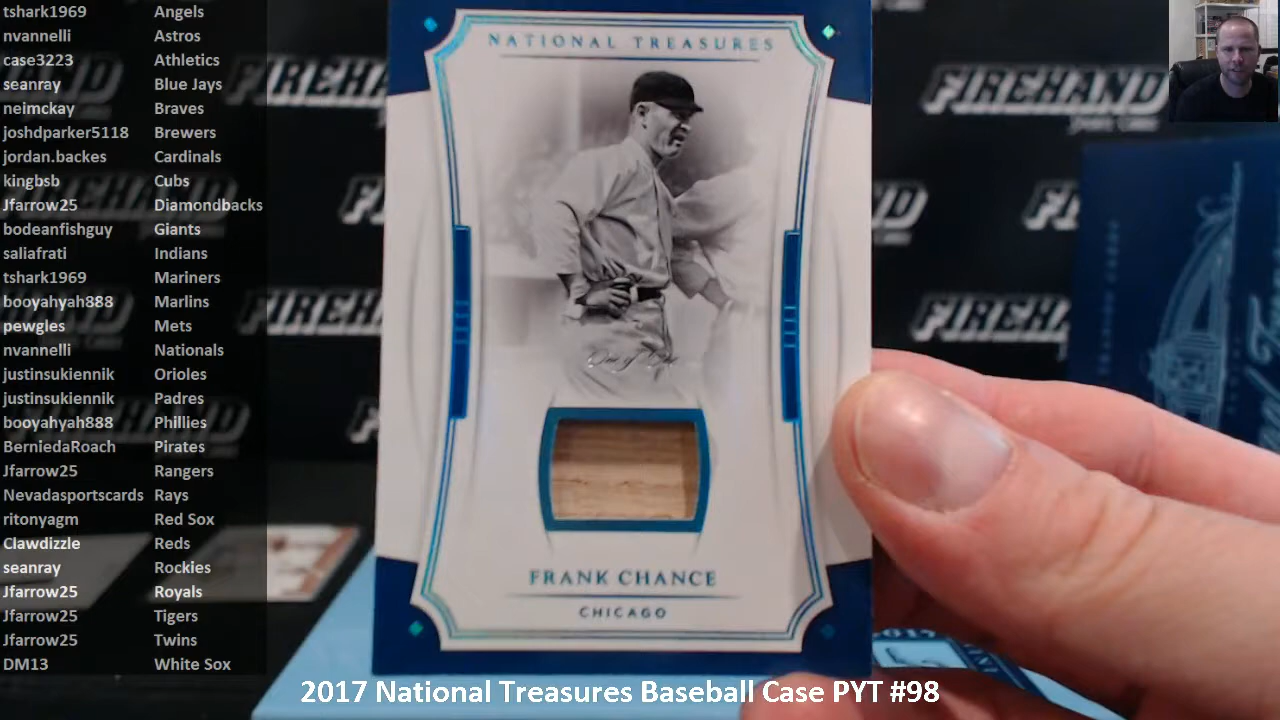 tshark1969 Angels
nvannelli Astros
case3223 Athletics
seanray Blue Jays
neimckay Braves
joshdparker5118 Brewers
jordan.backes Cardinals
kingbsb Cubs
Jfarrow25 Diamondbacks
bodeanfishguy Giants
saliafrati Indians
tshark1969 Mariners
booyahyah888 Marlins
pewgles Mets
nvannelli Nationals
justinsukiennik Orioles
justinsukiennik Padres
booyahyah888 Phillies
BerniedaRoach Pirates
Jfarrow25 Rangers
Nevadasportscards Rays
ritonyagm Red Sox
Clawdizzle Reds
seanray Rockies
Jfarrow25 Royals
Jfarrow25 Tigers
Jfarrow25 Twins
DM13 White Sox
NATIONAL TREASURES
FRANK CHANCE
CHICAGO
FIREHAND
FIREHAND
2017 National Treasures Baseball Case PYT #98